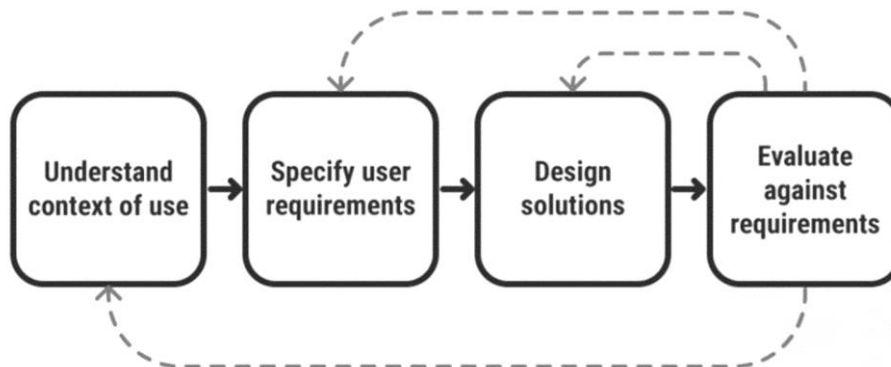 Understand
context of use
Specify user
requirements
Design
solutions
Evaluate
against
requirements